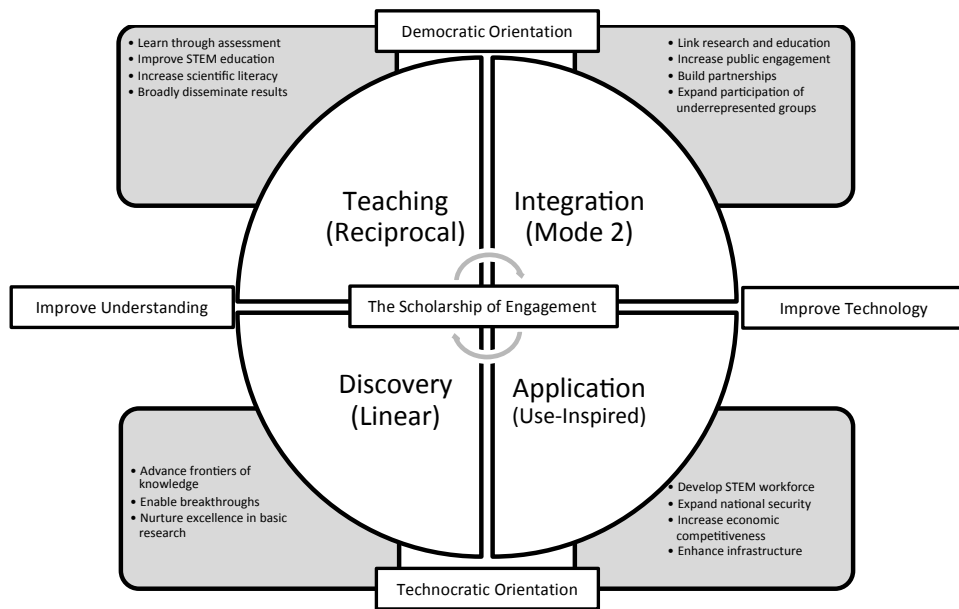 Democratic Orientation
• Learn through assessment
• Improve STEM education
• Increase scientific literacy
• Broadly disseminate results
• Link research and education
• Increase public engagement
• Build partnerships
• Expand participation of
underrepresented groups
Teaching
(Reciprocal)
Integration
(Mode 2)
Improve Understanding
The Scholarship of Engagement
Improve Technology
Discovery
(Linear)
Application
(Use-Inspired)
• Advance frontiers of
knowledge
• Enable breakthroughs
• Nurture excellence in basic
research
• Develop STEM workforce
• Expand national security
• Increase economic
competitiveness
• Enhance infrastructure
Technocratic Orientation